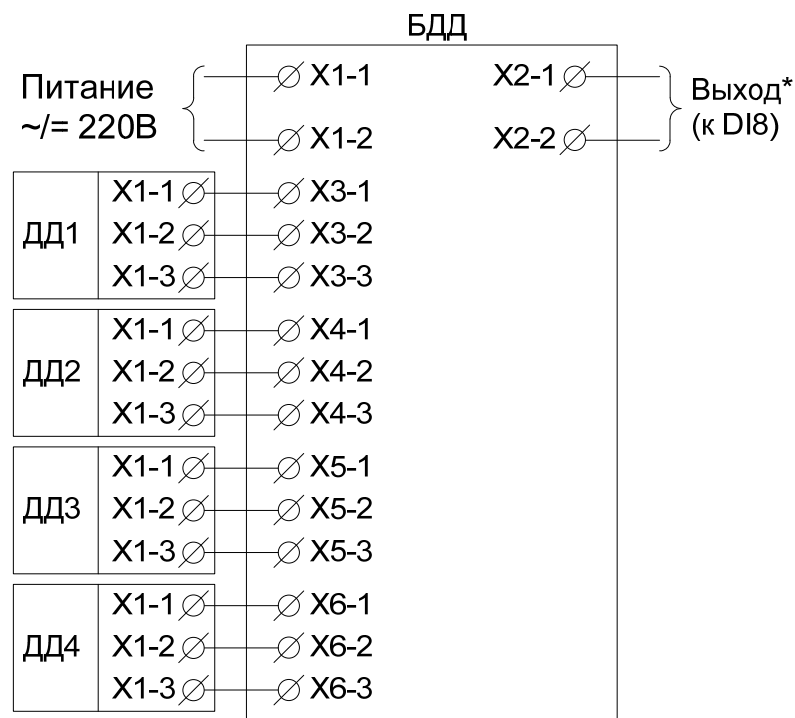 БДД
Питание
~/= 220В
X1-1
X2-1
X1-2
X2-2
Выход*
(к DI8)
ДД1
X1-1
X3-1
X1-2
X3-2
X1-3
X3-3
ДД2
X1-1
X4-1
X1-2
X4-2
X1-3
X4-3
ДД3
X1-1
X5-1
X1-2
X5-2
X1-3
X5-3
ДД4
X1-1
X6-1
X1-2
X6-2
X1-3
X6-3